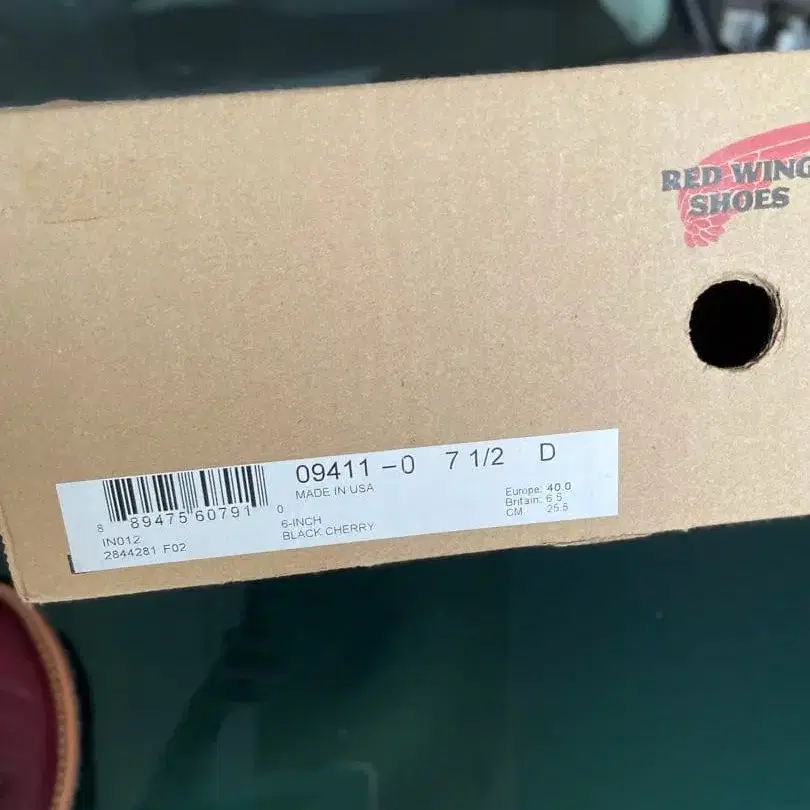 RED WING
SHOES
09411-0 7 1/2 D
MADE IN USA
8 89475 60791 0
6-INCH
BLACK CHERRY
Europe: 40.0
Britain: 6.5
CM 25.5
IN012
2844281 F02